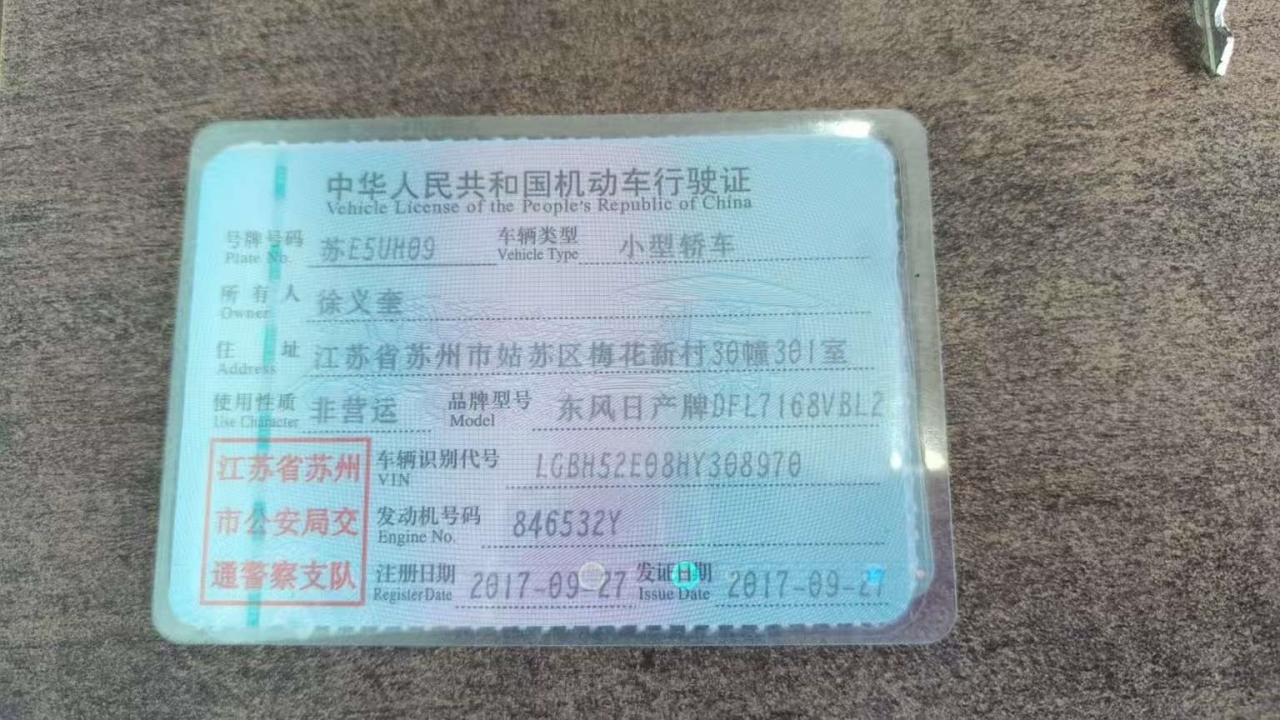 中华人民共和国机动车行驶证
Vehicle License of the People's Republic of China
号牌号码 苏E5UH09 车辆类型 小型轿车
Plate No. Vehicle Type
所有人 徐义奎
Owner
住址 江苏省苏州市姑苏区梅花新村30幢301室
Address
使用性质 非营运 品牌型号 东风日产牌DFL7168VBL2
Use Character Model
江苏省苏州
市公安局交
通警察支队
车辆识别代号 LGBH52E08HY308970
VIN
发动机号码 846532Y
Engine No.
注册日期 2017-09-27 发证日期 2017-09-27
Register Date Issue Date